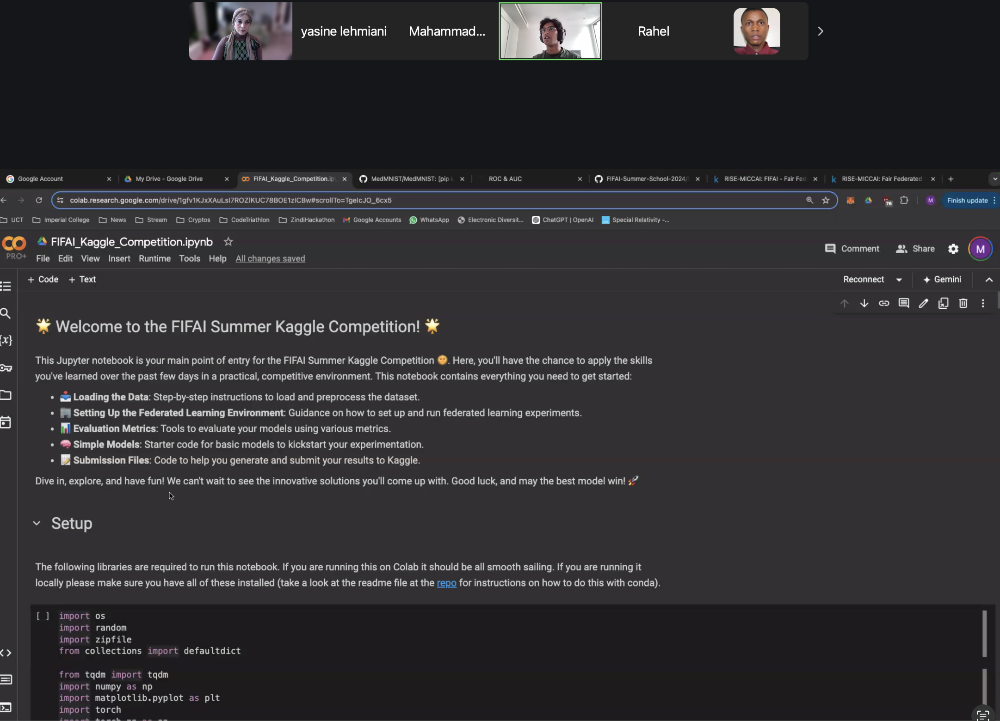 yasine lehmiani
Mahammad...
Rahel
Google Account
My Drive - Google Drive
FIFAI_Kaggle_Competition.ip
MedMNIST/MedMNIST: [pip i
ROC & AUC
FIFAI-Summer-School-2024/
RISE-MICCAI: FIFAI - Fair Fed
RISE-MICCAI: Fair Federated
colab.research.google.com/drive/1gfv1KJxXAuLsI7ROZIKUC78BOE1zICBw#scrollTo=TgeIcJO_6cx5
76
M
Finish update
UCT
Imperial College
News
Stream
Cryptos
CodeTriathlon
ZindiHackathon
Google Accounts
WhatsApp
Electronic Diversit...
ChatGPT | OpenAI
Special Relativity -...
CO
PRO+
FIFAI_Kaggle_Competition.ipynb
Comment
Share
M
File Edit View Insert Runtime Tools Help All changes saved
+ Code + Text
Reconnect
Gemini
{x}
🌟 Welcome to the FIFAI Summer Kaggle Competition! 🌟
This Jupyter notebook is your main point of entry for the FIFAI Summer Kaggle Competition 🌞. Here, you'll have the chance to apply the skills
you've learned over the past few days in a practical, competitive environment. This notebook contains everything you need to get started:
• 📥 Loading the Data: Step-by-step instructions to load and preprocess the dataset.
• 🏢 Setting Up the Federated Learning Environment: Guidance on how to set up and run federated learning experiments.
• 📊 Evaluation Metrics: Tools to evaluate your models using various metrics.
• 🧠 Simple Models: Starter code for basic models to kickstart your experimentation.
• 📝 Submission Files: Code to help you generate and submit your results to Kaggle.
Dive in, explore, and have fun! We can't wait to see the innovative solutions you'll come up with. Good luck, and may the best model win! 🚀
Setup
The following libraries are required to run this notebook. If you are running this on Colab it should be all smooth sailing. If you are running it
locally please make sure you have all of these installed (take a look at the readme file at the repo for instructions on how to do this with conda).
[ ] import os
import random
import zipfile
from collections import defaultdict
from tqdm import tqdm
import numpy as np
import matplotlib.pyplot as plt
import torch